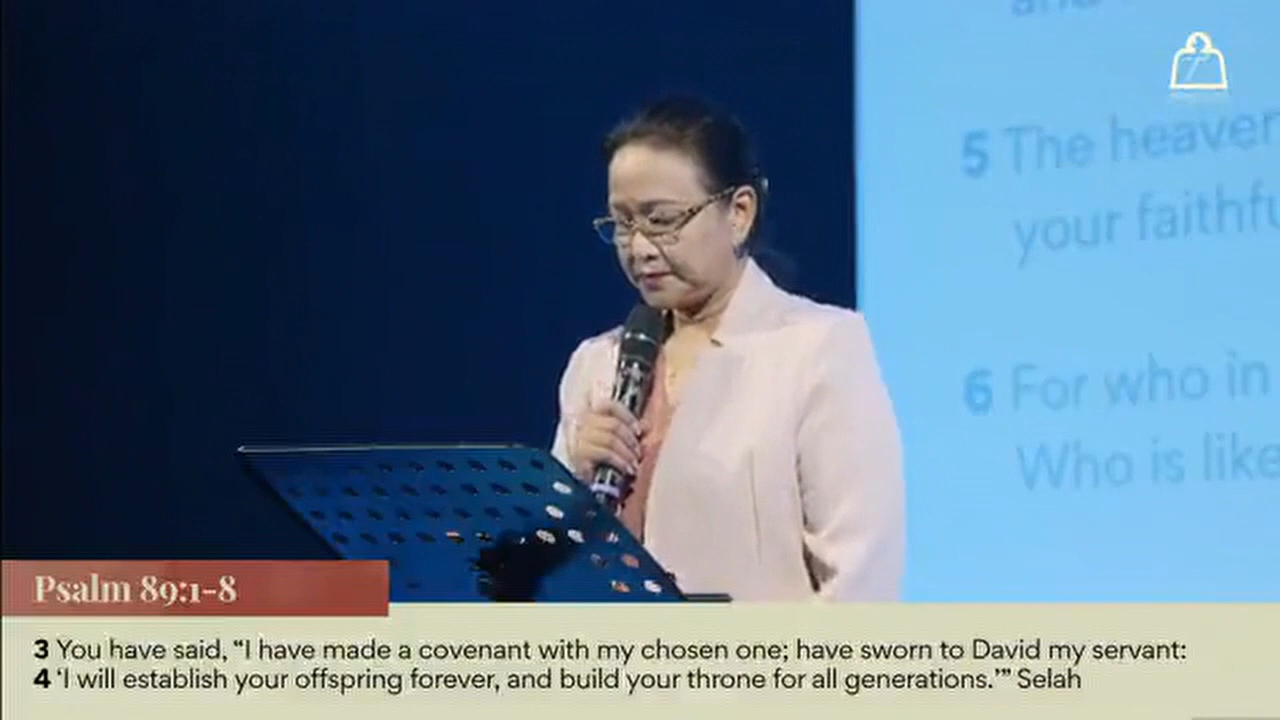 5 The heaven
your faithfu
6 For who in
Who is like
Psalm 89:1-8
3 You have said, “I have made a covenant with my chosen one; have sworn to David my servant:
4 ‘I will establish your offspring forever, and build your throne for all generations.’” Selah